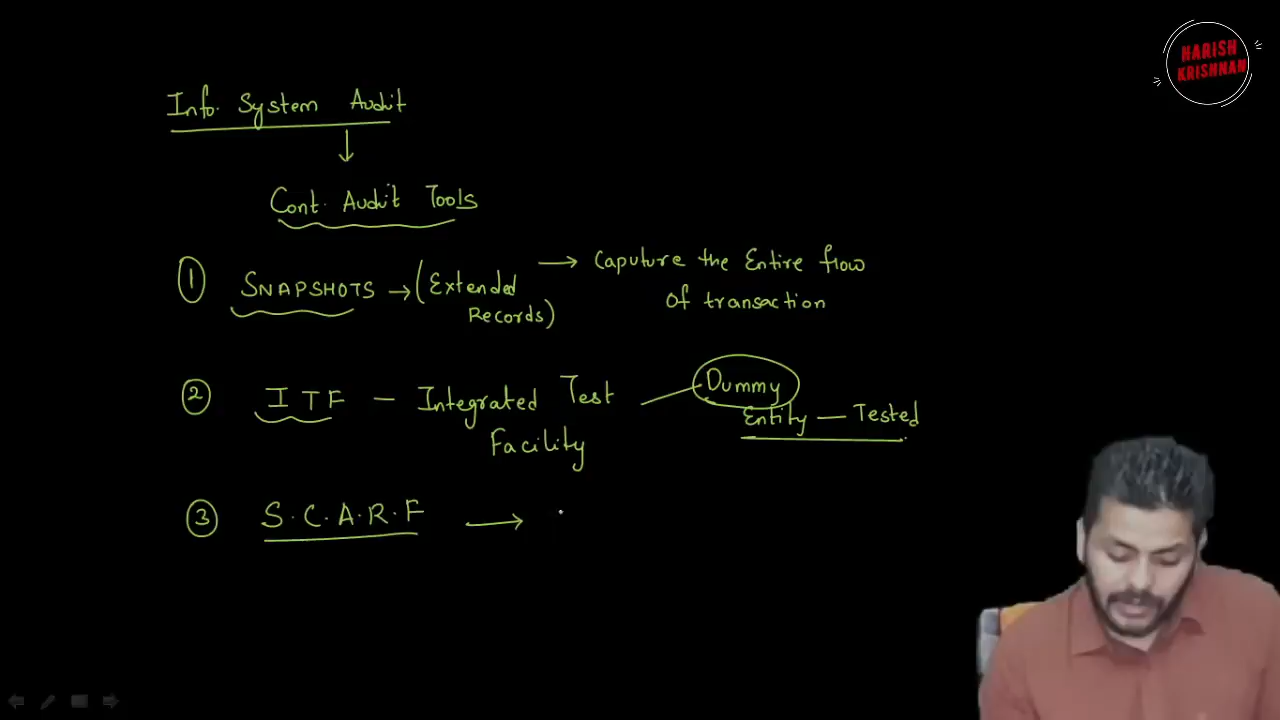 HARISH
KRISHNAN
Info. System Audit
Cont. Audit Tools
1 SNAPSHOTS → (Extended Records) → Caputure the Entire flow
of transaction
2 ITF — Integrated Test Facility — Dummy
Entity — Tested
3 S.C.A.R.F →